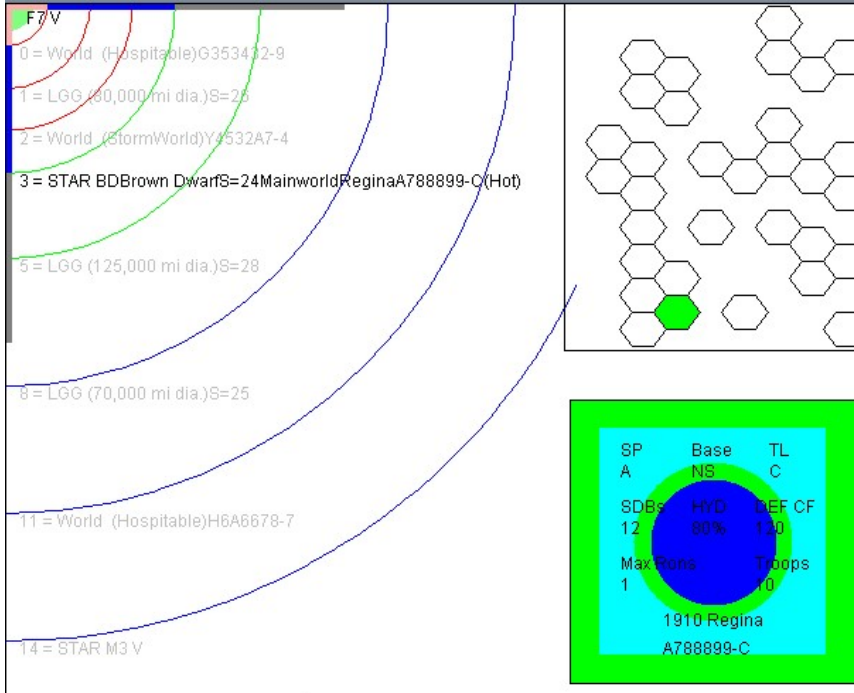 F7 V
0 = World  (Hospitable)G353432-9
1 = LGG (80,000 mi dia.)S=26
2 = World  (StormWorld)Y4532A7-4
3 = STAR BDBrown DwarfS=24MainworldReginaA788899-C(Hot)
5 = LGG (125,000 mi dia.)S=28
8 = LGG (70,000 mi dia.)S=25
11 = World  (Hospitable)H6A6678-7
14 = STAR M3 V
SP Base TL
A NS C
SDBs HYD DEF CF
12 80% 120
Max Rons Troops
1 10
1910 Regina
A788899-C